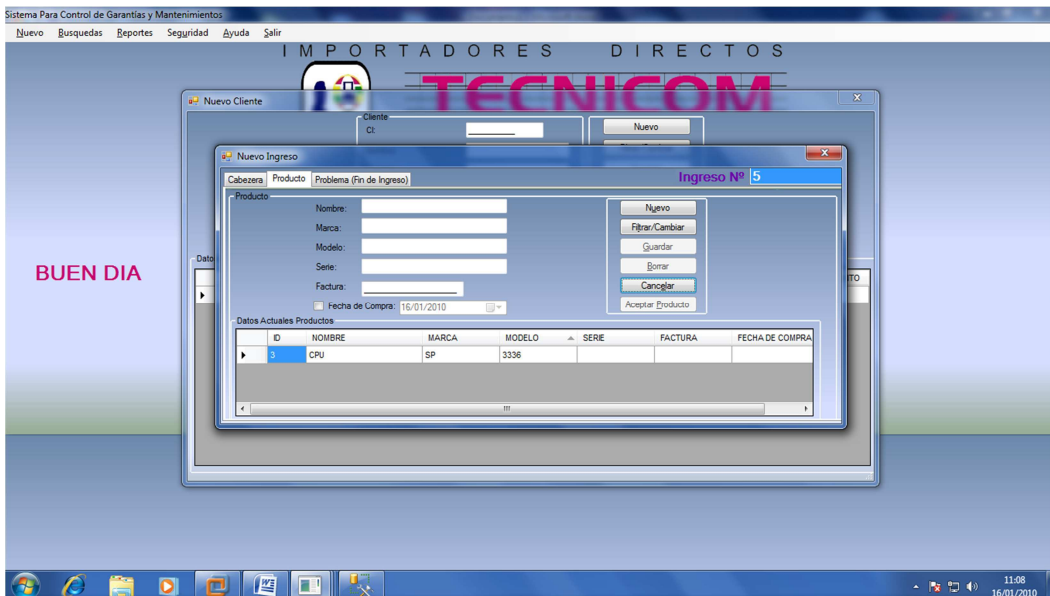 Sistema Para Control de Garantías y Mantenimientos
Nuevo Busquedas Reportes Seguridad Ayuda Salir
IMPORTADORES DIRECTOS
TECNICOM
Nuevo Cliente
Cliente
CI:
Nuevo
Nuevo Ingreso
Cabezera Producto Problema (Fin de Ingreso)
Ingreso Nº 5
Producto
Nombre:
Nuevo
Marca:
Filtrar/Cambiar
Modelo:
Guardar
Serie:
Borrar
Factura:
Cancelar
Fecha de Compra: 16/01/2010
Aceptar Producto
BUEN DIA
Datos Actuales Productos
ID NOMBRE MARCA MODELO SERIE FACTURA FECHA DE COMPRA
3 CPU SP 3336
11:08
16/01/2010